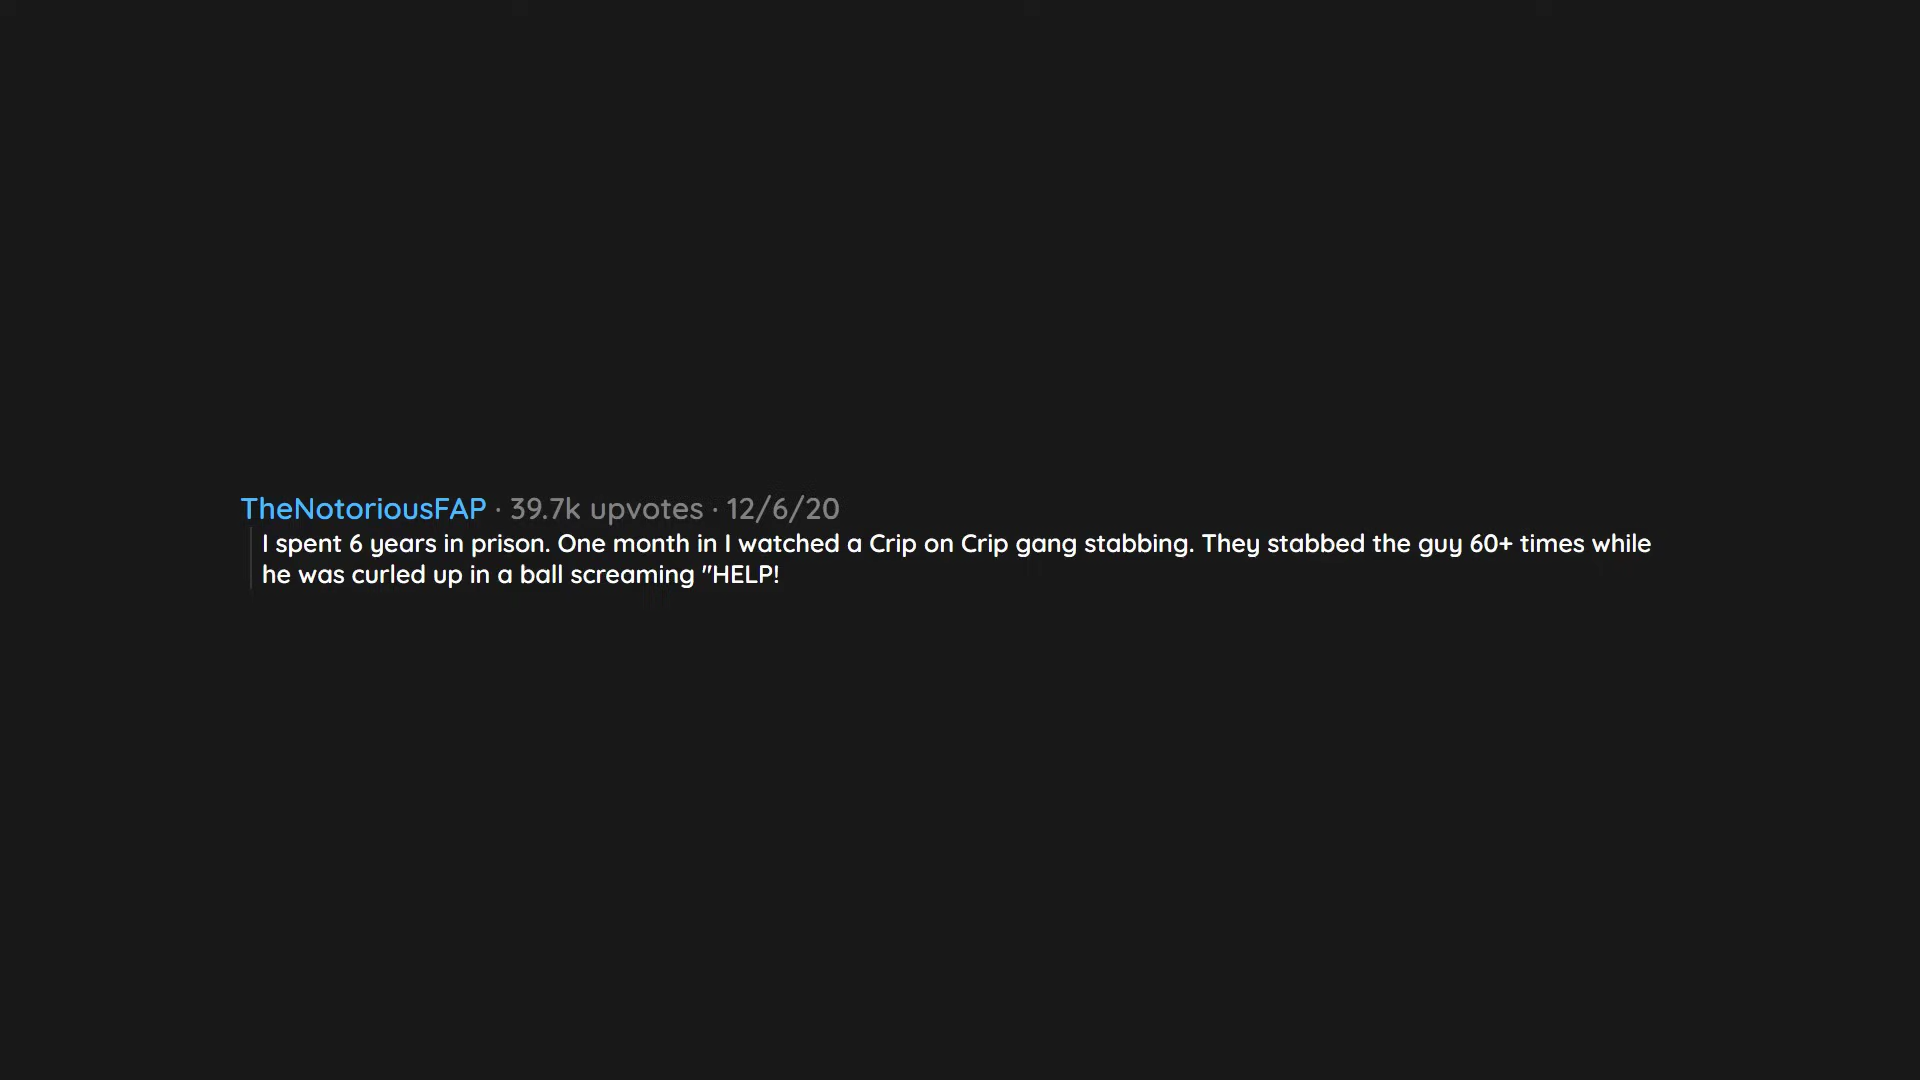 TheNotoriousFAP · 39.7k upvotes · 12/6/20
I spent 6 years in prison. One month in I watched a Crip on Crip gang stabbing. They stabbed the guy 60+ times while
he was curled up in a ball screaming "HELP!